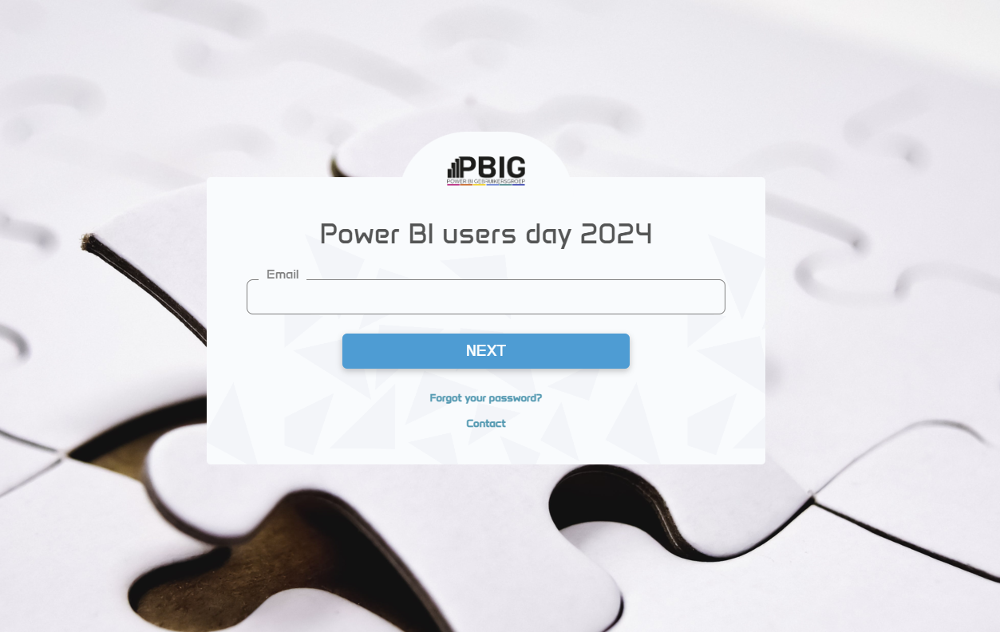 PBIG
POWER BI GEBRUIKERSGROEP
Power BI users day 2024
Email
NEXT
Forgot your password?
Contact